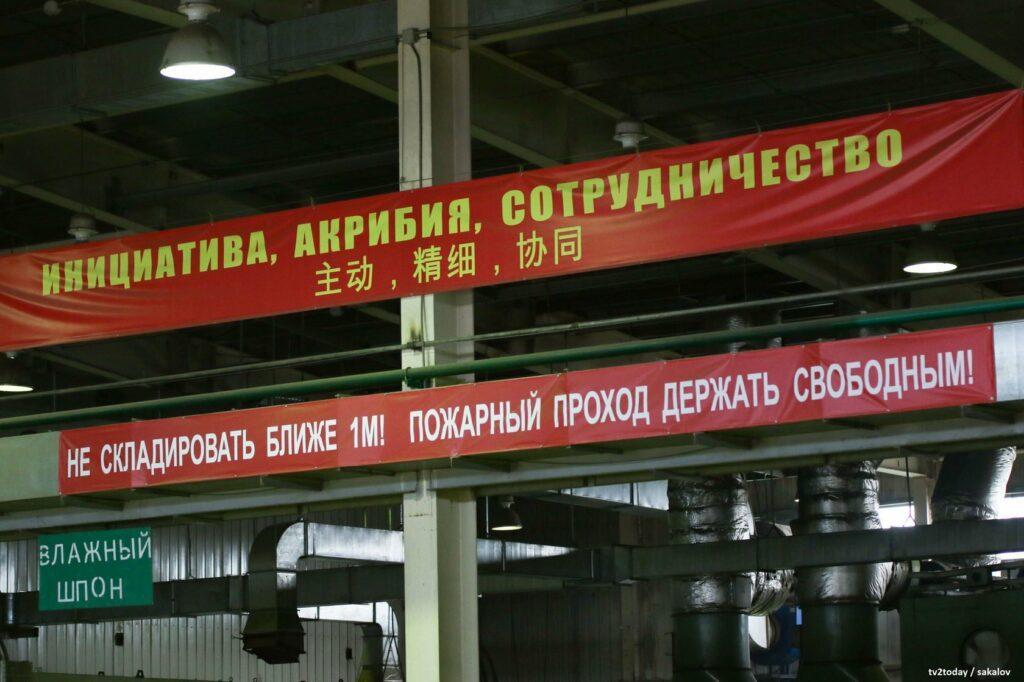 ИНИЦИАТИВА, АКРИБИЯ, СОТРУДНИЧЕСТВО
主动，精细，协同
НЕ СКЛАДИРОВАТЬ БЛИЖЕ 1М! ПОЖАРНЫЙ ПРОХОД ДЕРЖАТЬ СВОБОДНЫМ!
ВЛАЖНЫЙ
ШПОН
tv2today / sakalov